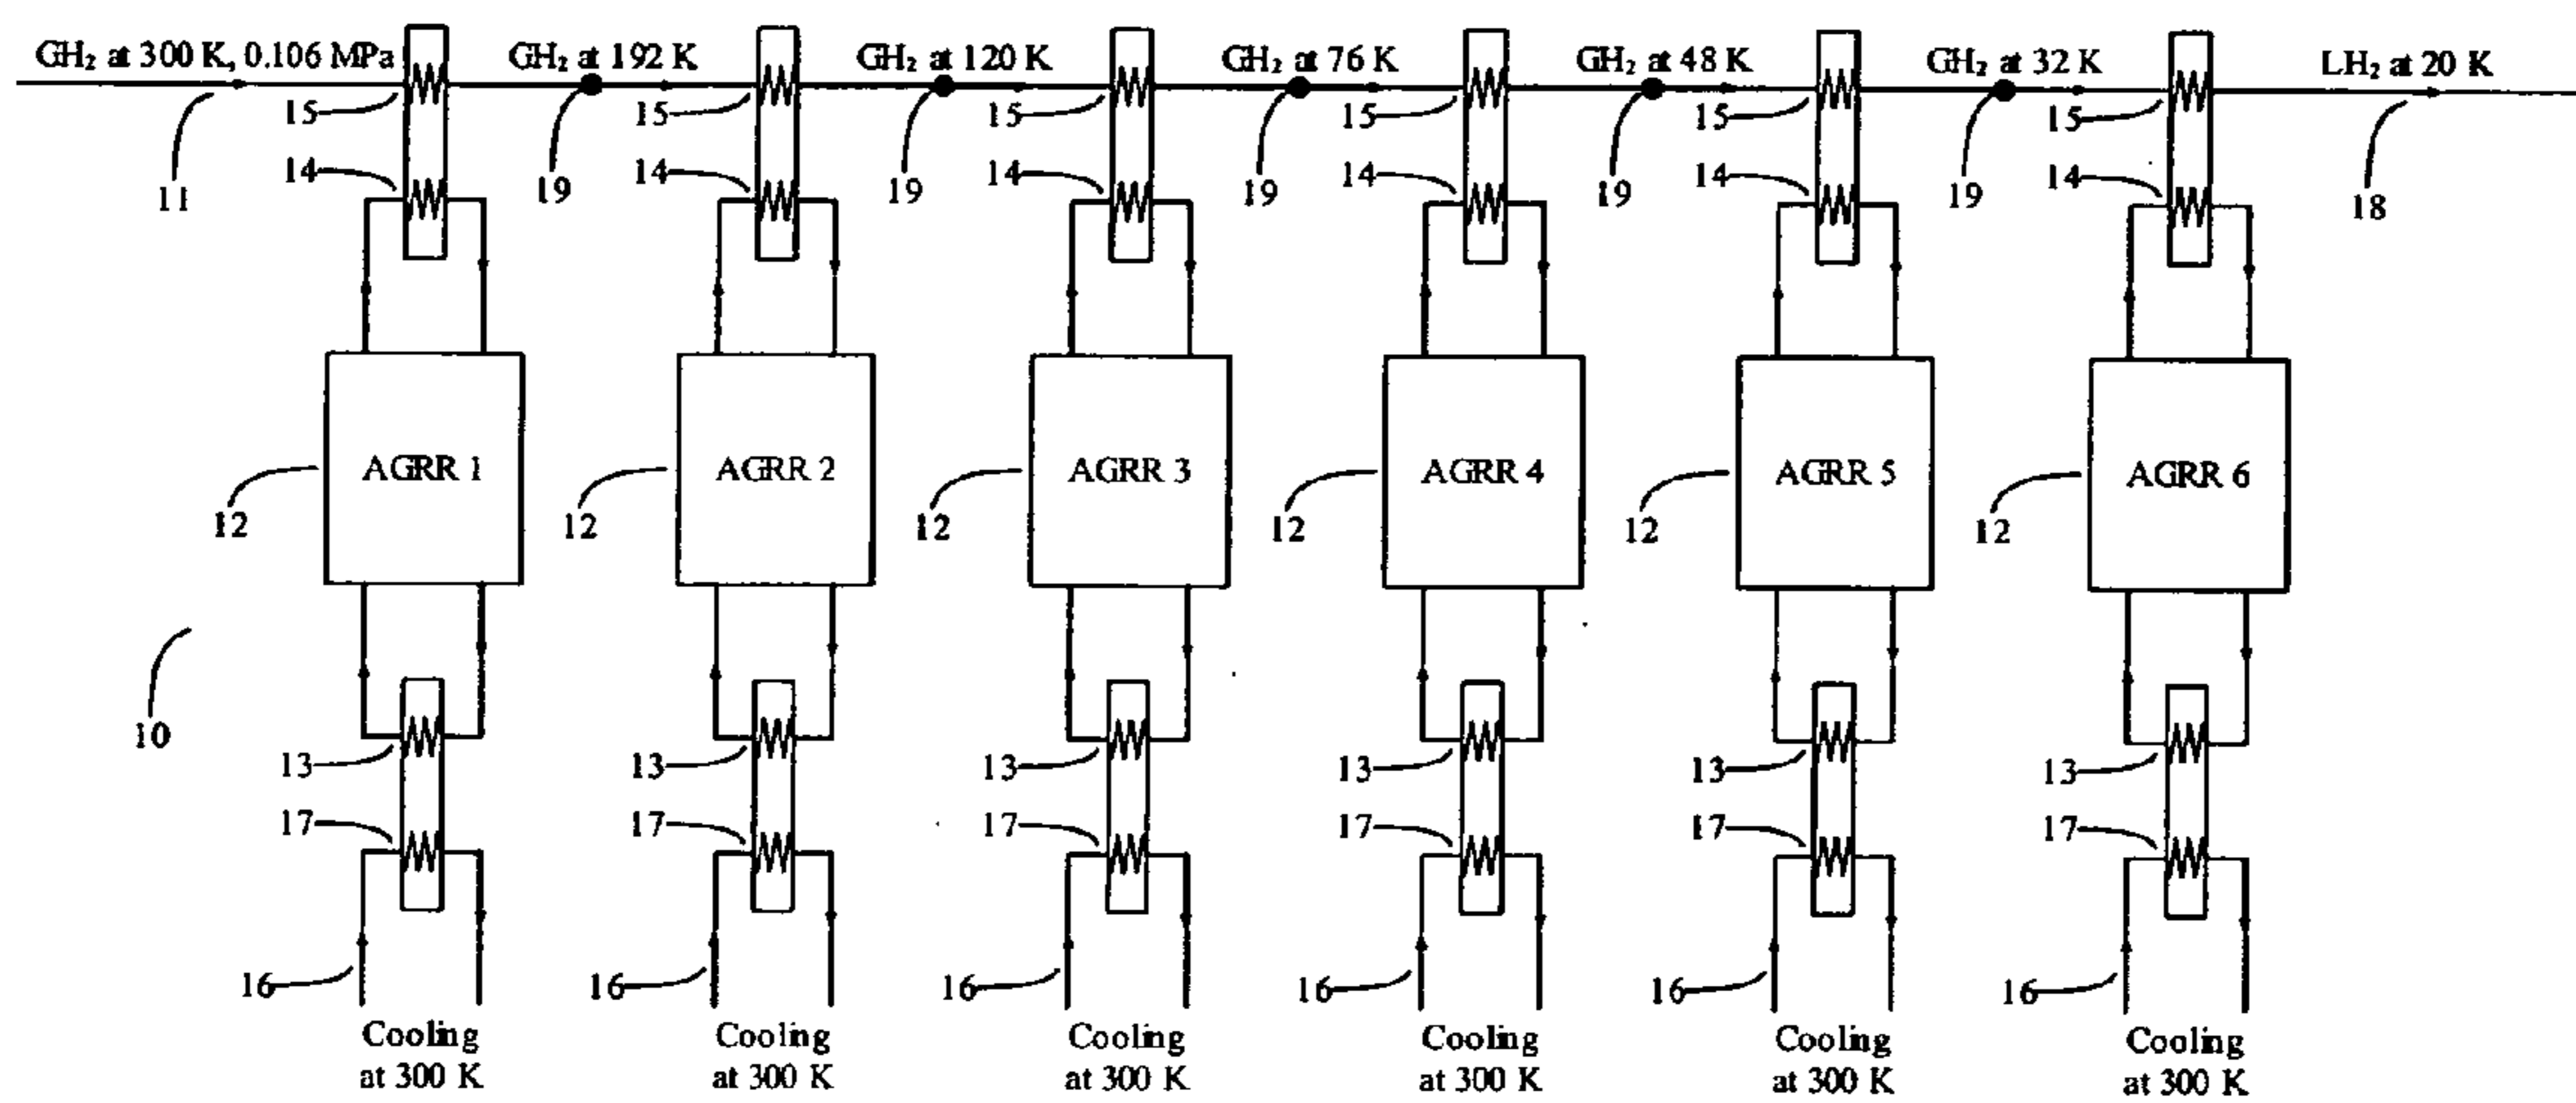 GH₂ at 300 K, 0.106 MPa GH₂ at 192 K GH₂ at 120 K GH₂ at 76 K GH₂ at 48 K GH₂ at 32 K LH₂ at 20 K
15 15 15 15 15 15
14 14 14 14 14 14
11 19 19 19 19 19 18
AGRR 1 AGRR 2 AGRR 3 AGRR 4 AGRR 5 AGRR 6
12 12 12 12 12 12
10
13 13 13 13 13 13
17 17 17 17 17 17
16 16 16 16 16 16
Cooling Cooling Cooling Cooling Cooling Cooling
at 300 K at 300 K at 300 K at 300 K at 300 K at 300 K